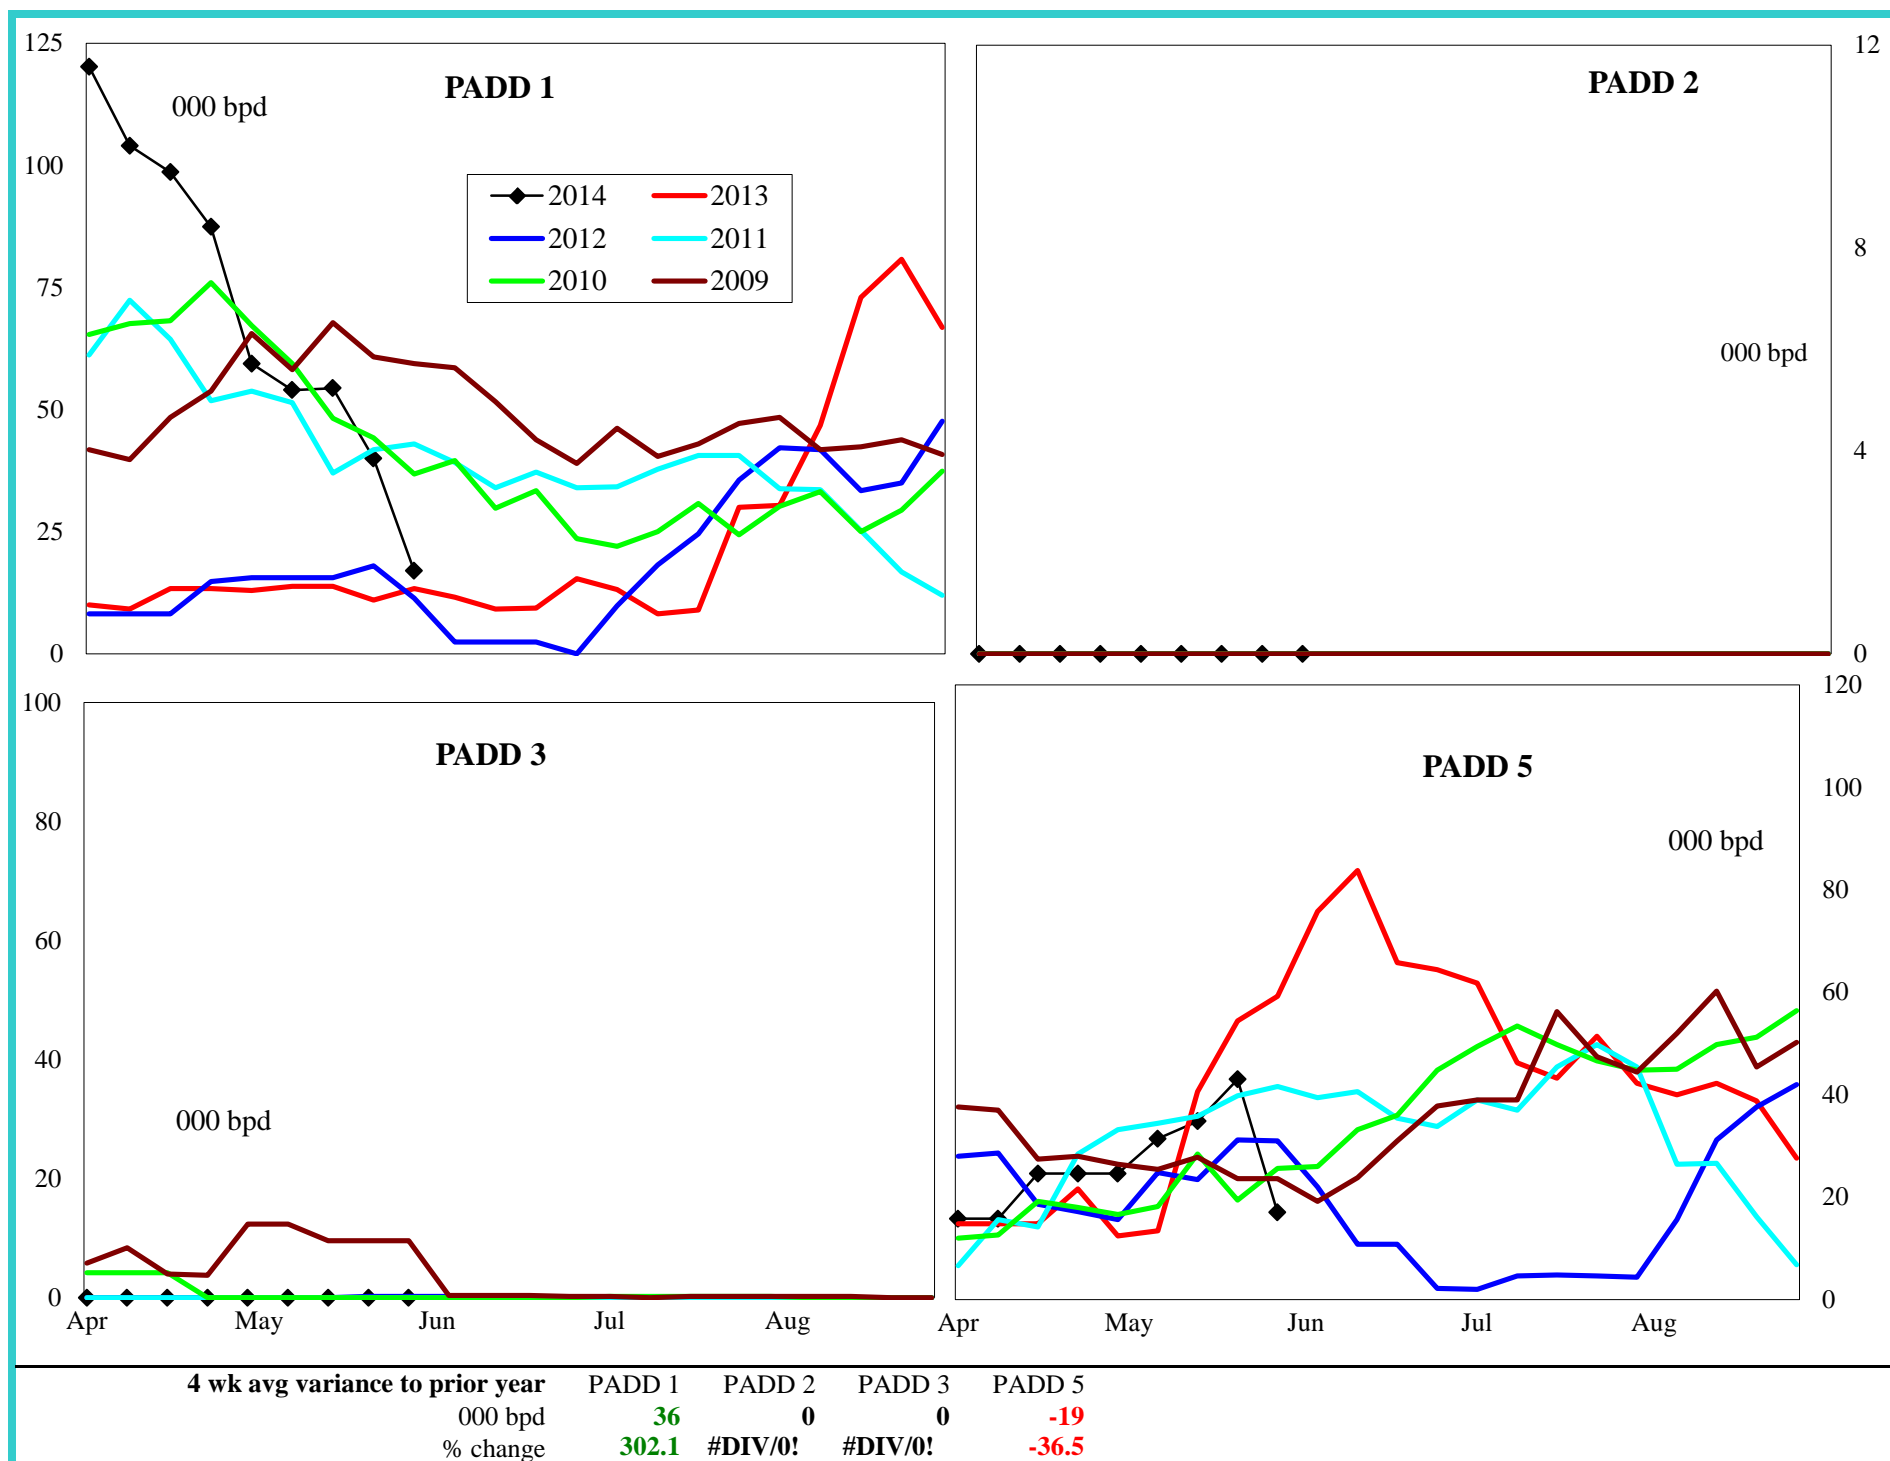 125
100
75
50
25
0
PADD 1
000 bpd
2014 2013
2012 2011
2010 2009
12
8
4
0
PADD 2
000 bpd
100
80
60
40
20
0
PADD 3
000 bpd
Apr May Jun Jul Aug
120
100
80
60
40
20
0
PADD 5
000 bpd
Apr May Jun Jul Aug
4 wk avg variance to prior year PADD 1 PADD 2 PADD 3 PADD 5
000 bpd 36 0 0 -19
% change 302.1 #DIV/0! #DIV/0! -36.5